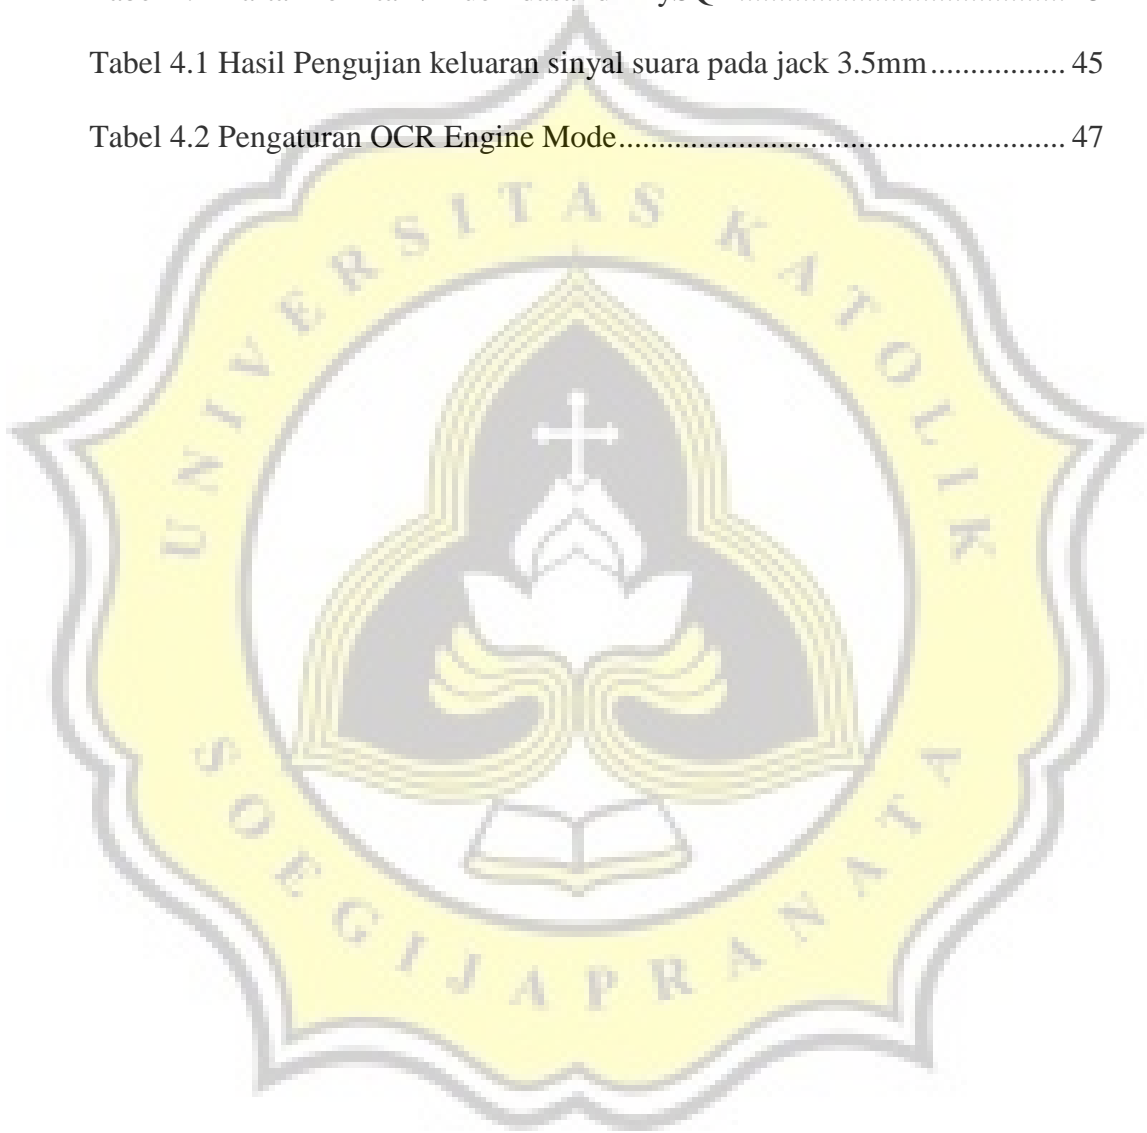 Tabel 4.1 Hasil Pengujian keluaran sinyal suara pada jack 3.5mm................. 45
Tabel 4.2 Pengaturan OCR Engine Mode........................................................ 47
UNIVERSITAS KATOLIK
SOEGIJAPRANATA